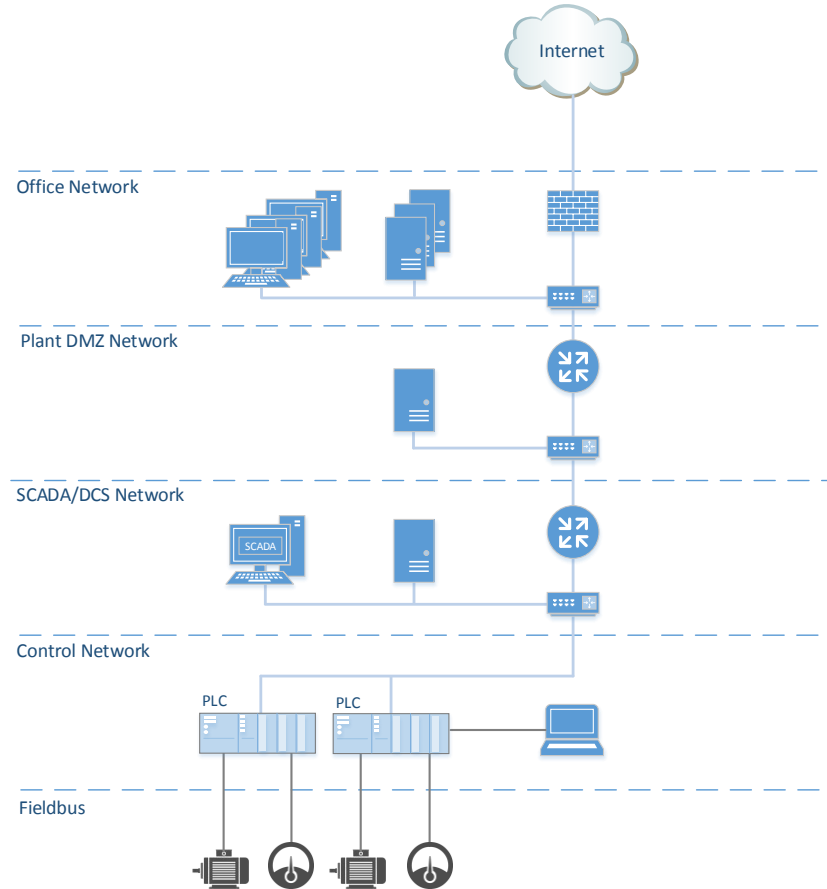 Internet
Office Network
Plant DMZ Network
SCADA/DCS Network
SCADA
Control Network
PLC
PLC
Fieldbus